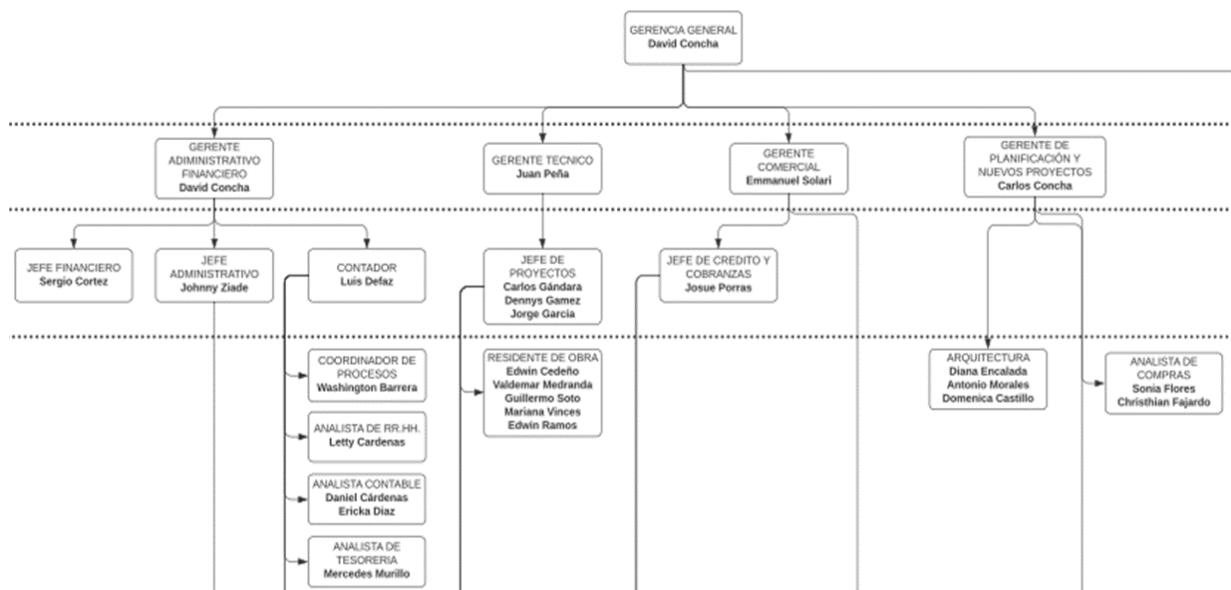 GERENCIA GENERAL
David Concha
GERENTE
ADIMINISTRATIVO
FINANCIERO
David Concha
GERENTE TECNICO
Juan Peña
GERENTE
COMERCIAL
Emmanuel Solari
GERENTE DE
PLANIFICACIÓN Y
NUEVOS PROYECTOS
Carlos Concha
JEFE FINANCIERO
Sergio Cortez
JEFE
ADMINISTRATIVO
Johnny Ziade
CONTADOR
Luis Defaz
JEFE DE
PROYECTOS
Carlos Gándara
Dennys Gamez
Jorge Garcia
JEFE DE CREDITO Y
COBRANZAS
Josue Porras
COORDINADOR DE
PROCESOS
Washington Barrera
RESIDENTE DE OBRA
Edwin Cedeño
Valdemar Medranda
Guillermo Soto
Mariana Vinces
Edwin Ramos
ARQUITECTURA
Diana Encalada
Antonio Morales
Domenica Castillo
ANALISTA DE
COMPRAS
Sonia Flores
Christhian Fajardo
ANALISTA DE RR.HH.
Letty Cardenas
ANALISTA CONTABLE
Daniel Cárdenas
Ericka Diaz
ANALISTA DE
TESORERIA
Mercedes Murillo